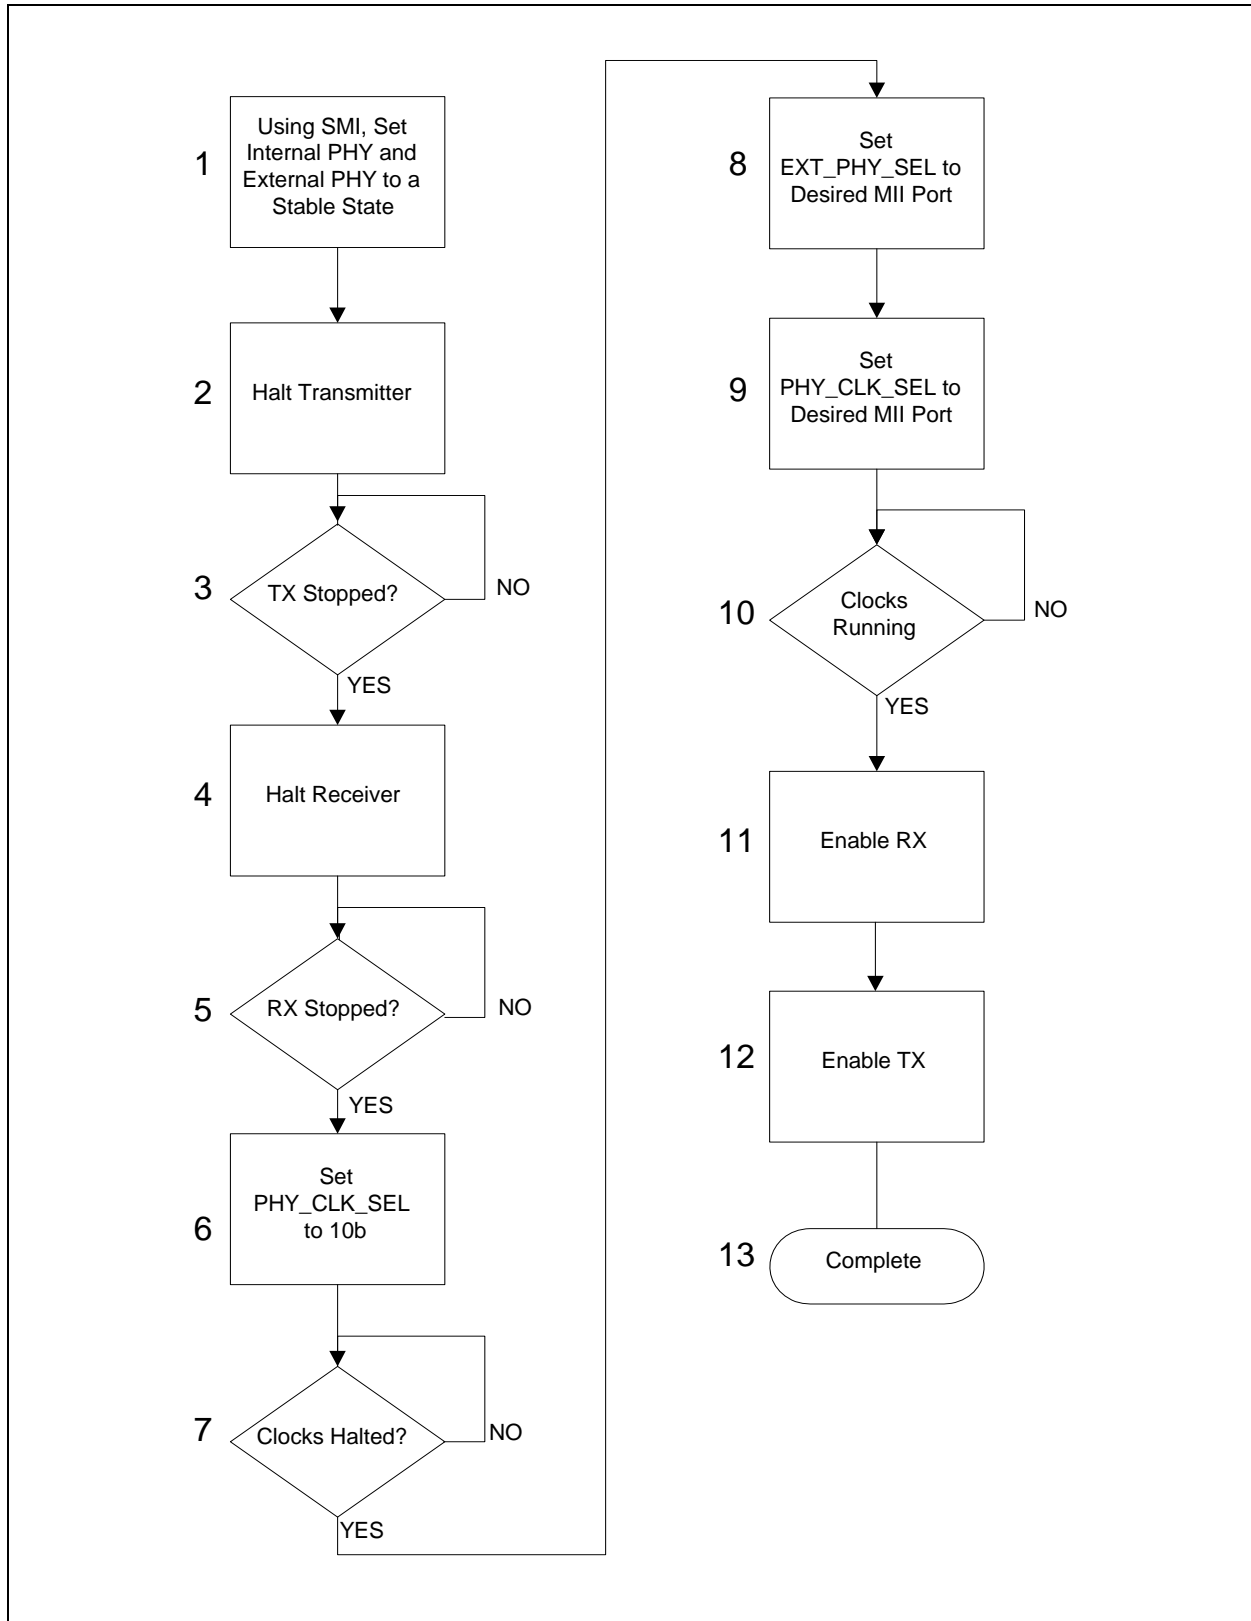 1
Using SMI, Set
Internal PHY and
External PHY to a
Stable State
2
Halt Transmitter
3
TX Stopped?
NO
YES
4
Halt Receiver
5
RX Stopped?
NO
YES
6
Set
PHY_CLK_SEL
to 10b
7
Clocks Halted?
NO
YES
8
Set
EXT_PHY_SEL to
Desired MII Port
9
Set
PHY_CLK_SEL to
Desired MII Port
10
Clocks
Running
NO
YES
11
Enable RX
12
Enable TX
13
Complete